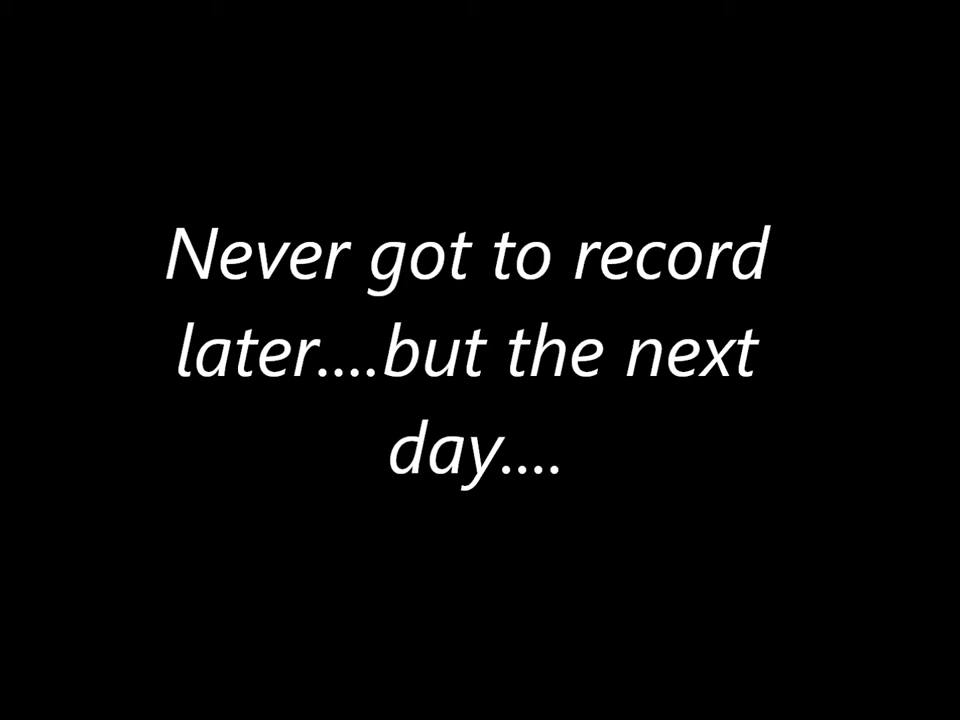 Never got to record
later....but the next
day....